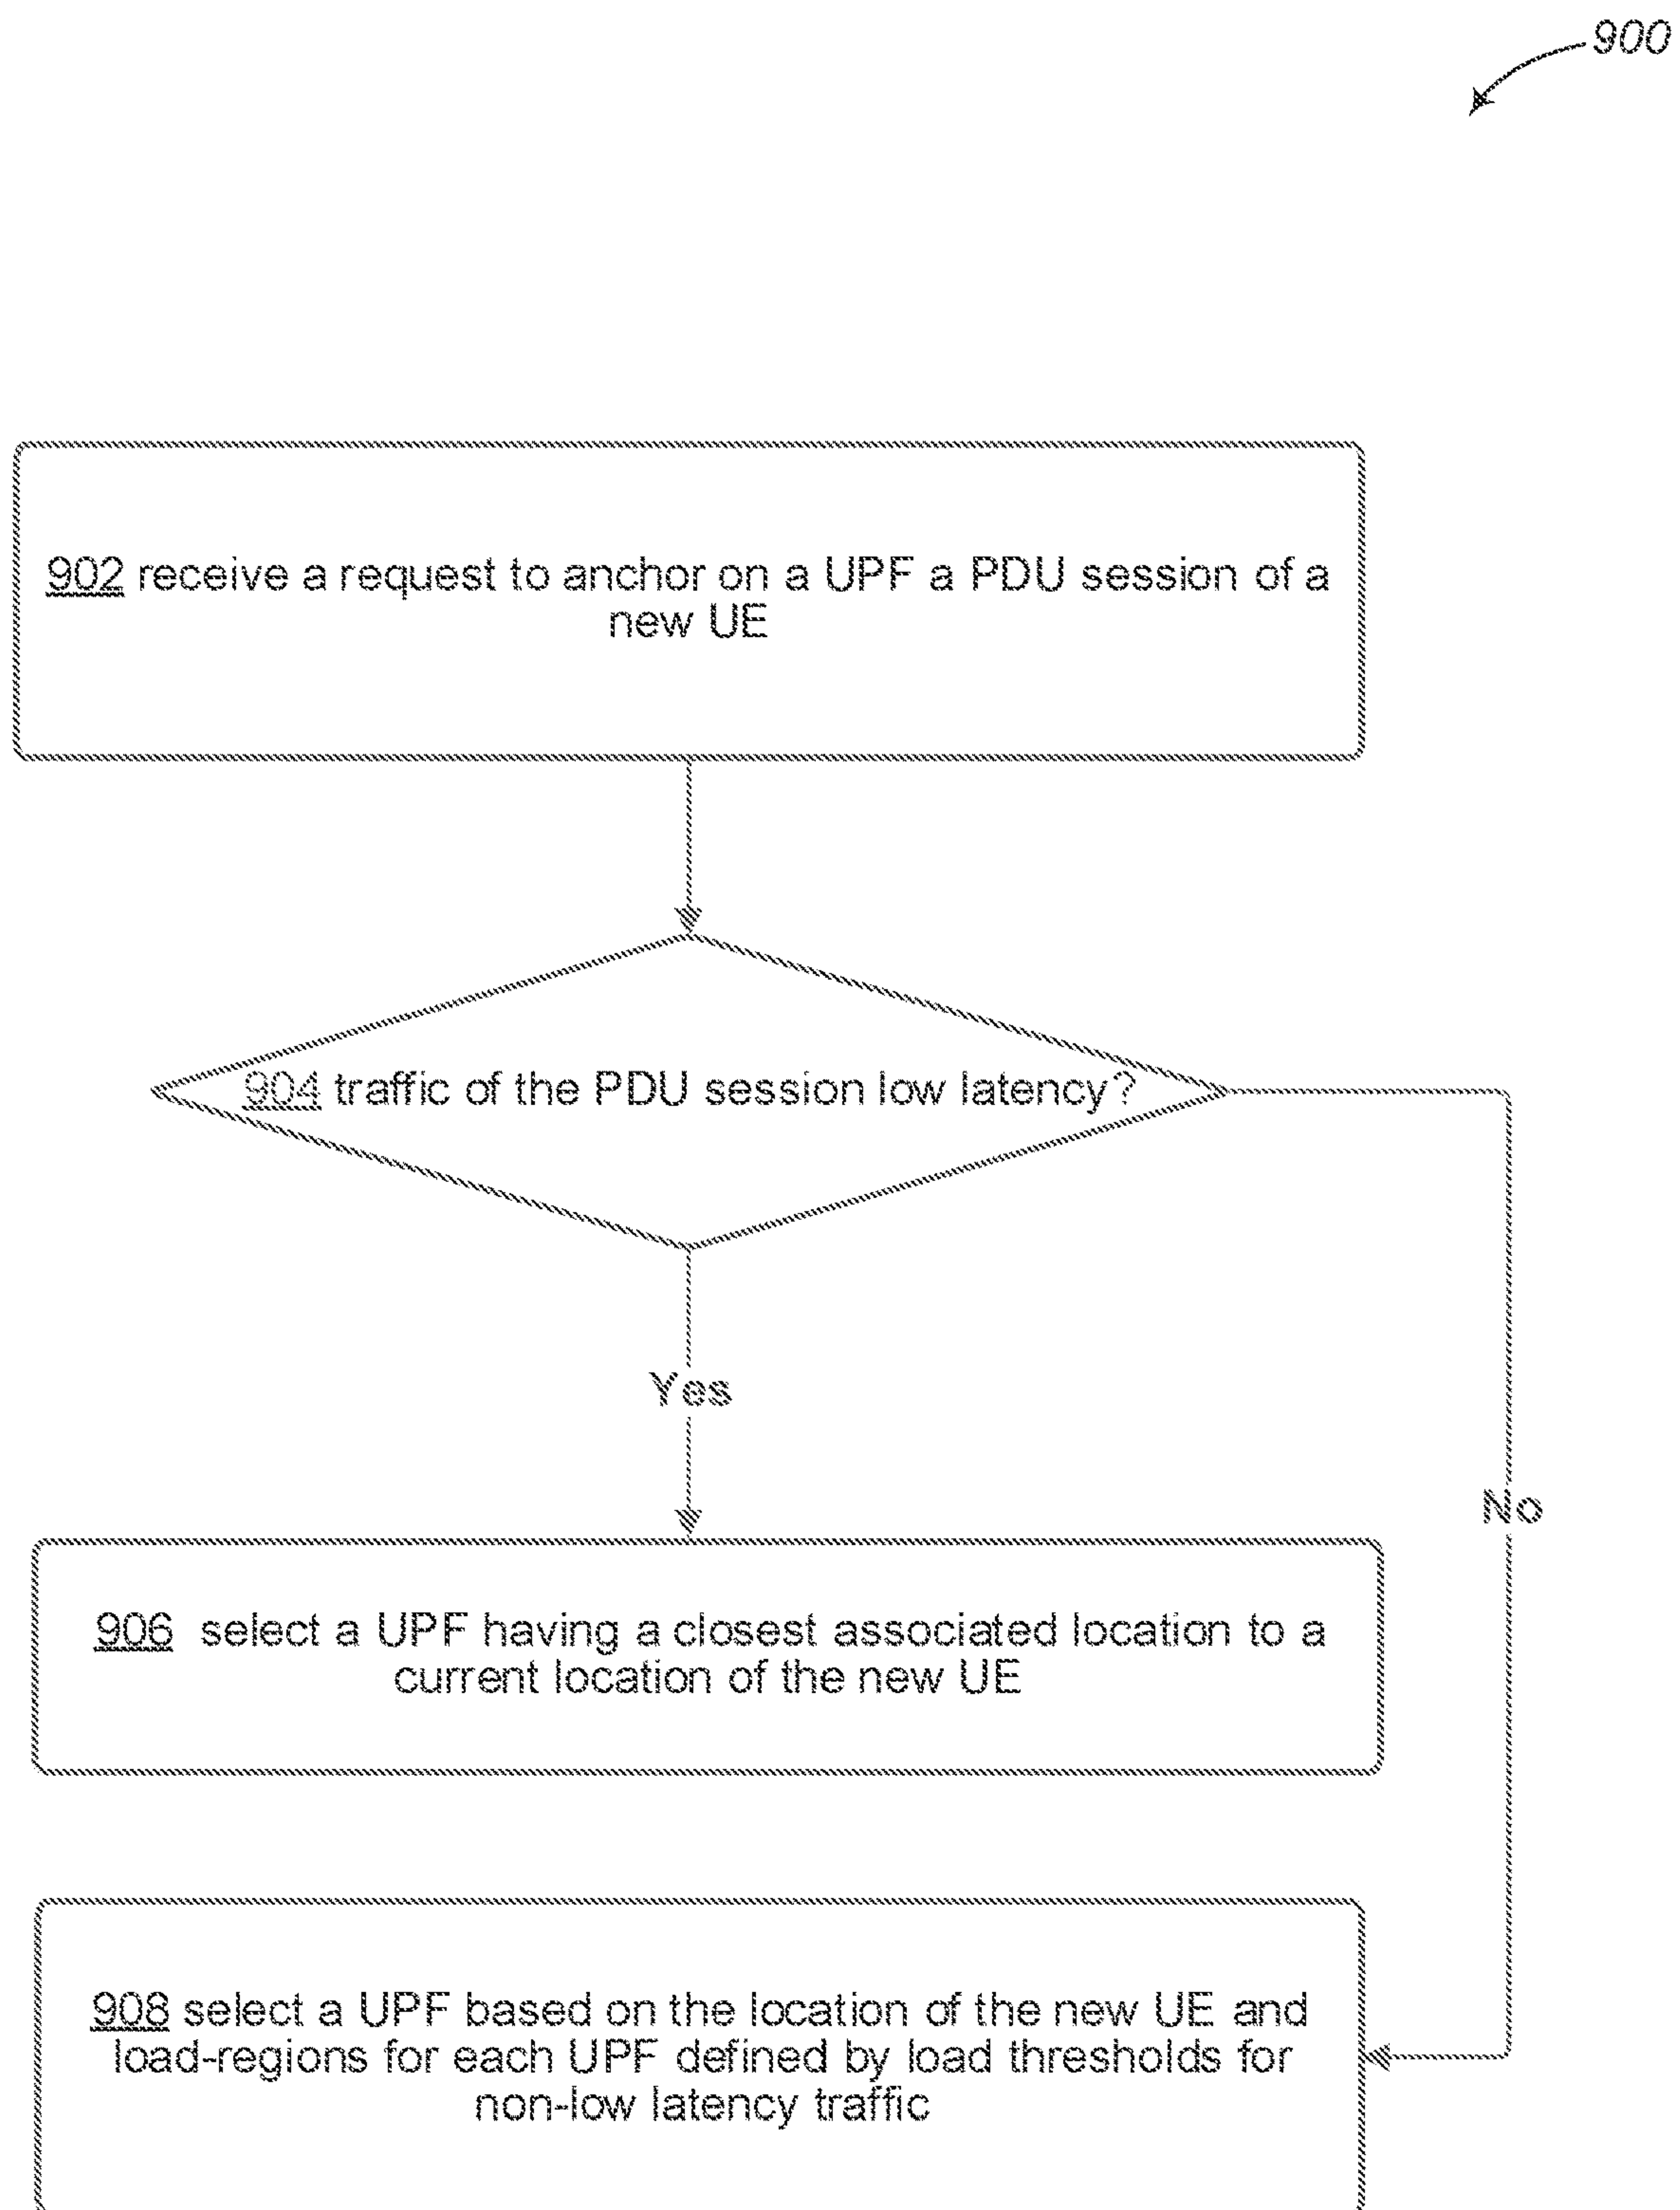 900
902 receive a request to anchor on a UPF a PDU session of a
new UE
904 traffic of the PDU session low latency?
Yes
No
906 select a UPF having a closest associated location to a
current location of the new UE
908 select a UPF based on the location of the new UE and
load-regions for each UPF defined by load thresholds for
non-low latency traffic